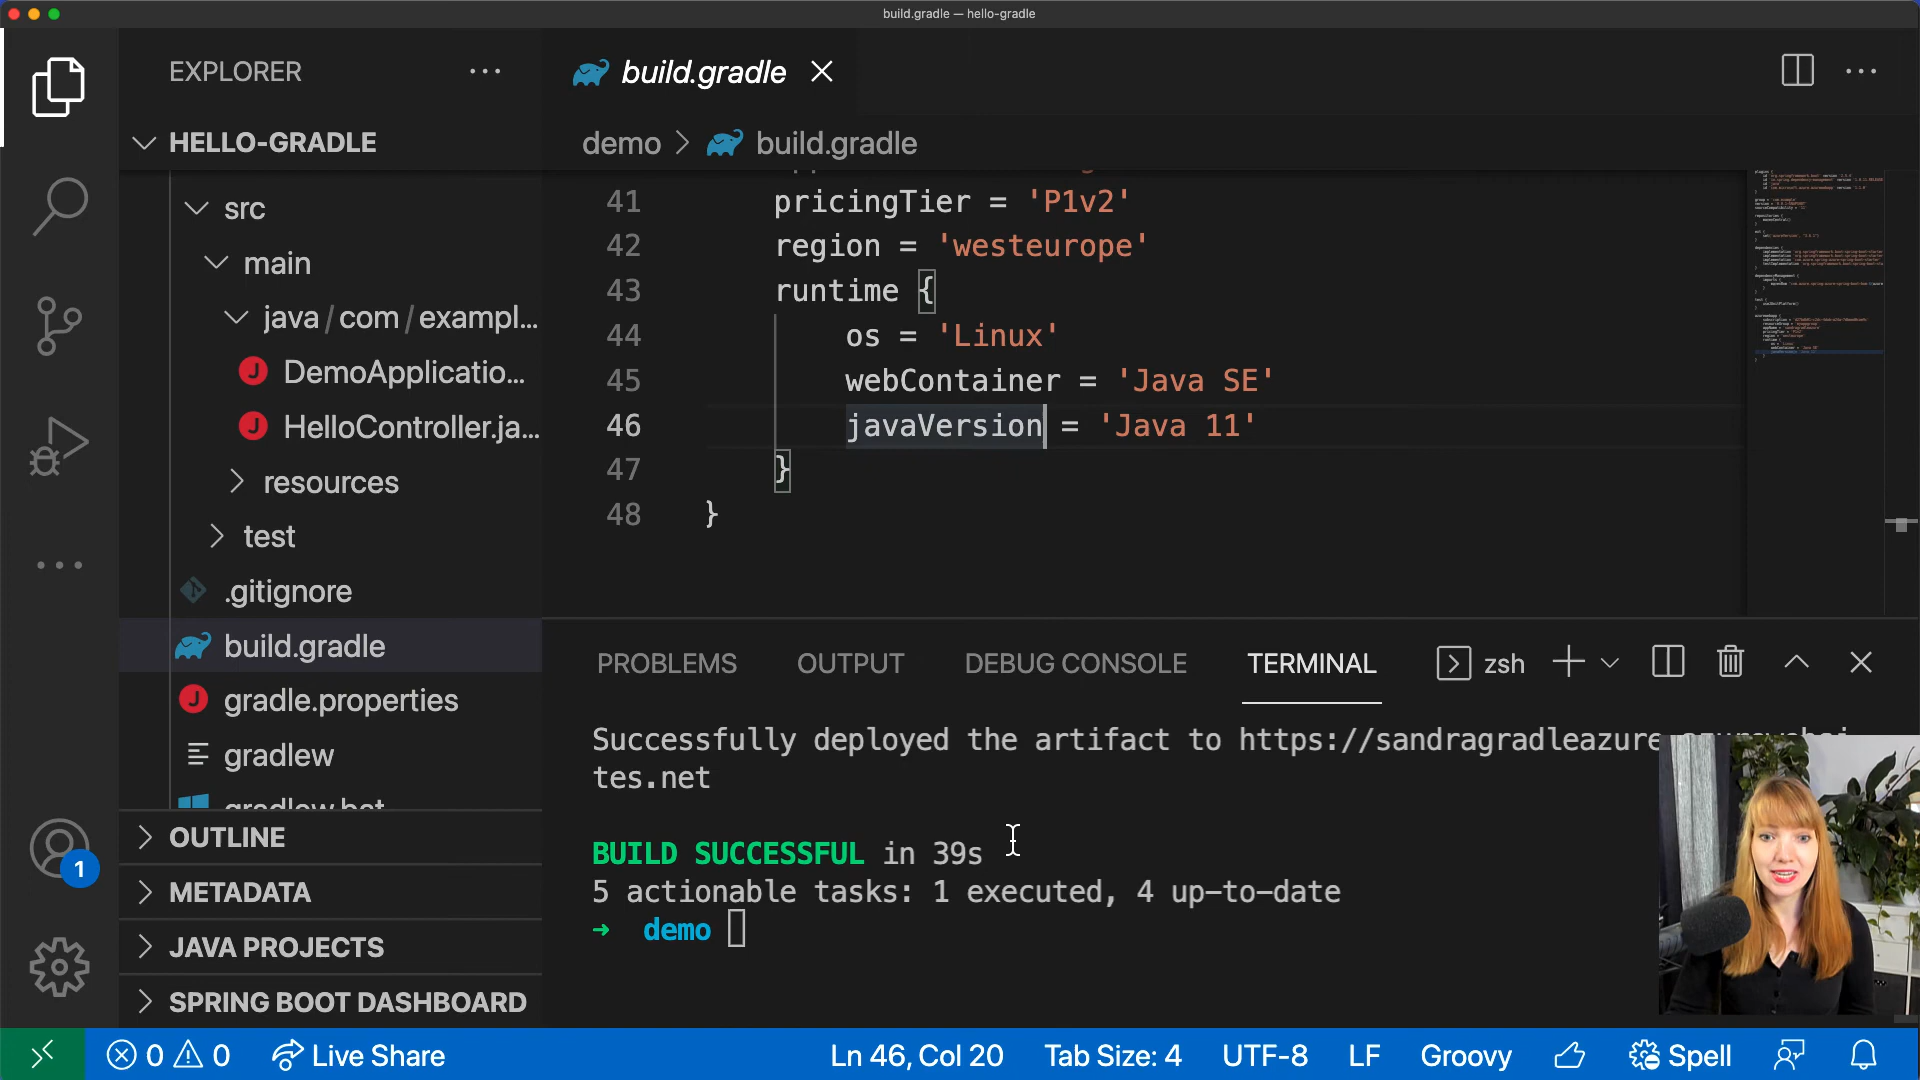 build.gradle — hello-gradle
EXPLORER
HELLO-GRADLE
src
main
java / com / exampl...
DemoApplicatio...
HelloController.ja...
resources
test
.gitignore
build.gradle
gradle.properties
gradlew
gradlew.bat
OUTLINE
METADATA
JAVA PROJECTS
SPRING BOOT DASHBOARD
build.gradle
demo > build.gradle
41 pricingTier = 'P1v2'
42 region = 'westeurope'
43 runtime {
44 os = 'Linux'
45 webContainer = 'Java SE'
46 javaVersion = 'Java 11'
47 }
48 }
PROBLEMS OUTPUT DEBUG CONSOLE TERMINAL zsh
Successfully deployed the artifact to https://sandragradleazure.azurewebsi
tes.net
BUILD SUCCESSFUL in 39s
5 actionable tasks: 1 executed, 4 up-to-date
→ demo
1
0 0 Live Share Ln 46, Col 20 Tab Size: 4 UTF-8 LF Groovy Spell